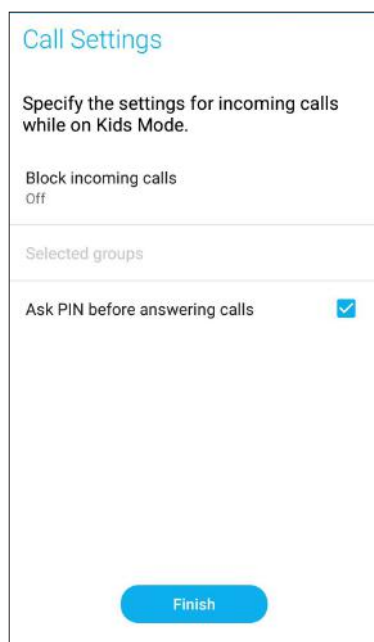 Call Settings
Specify the settings for incoming calls
while on Kids Mode.
Block incoming calls
Off
Selected groups
Ask PIN before answering calls
Finish